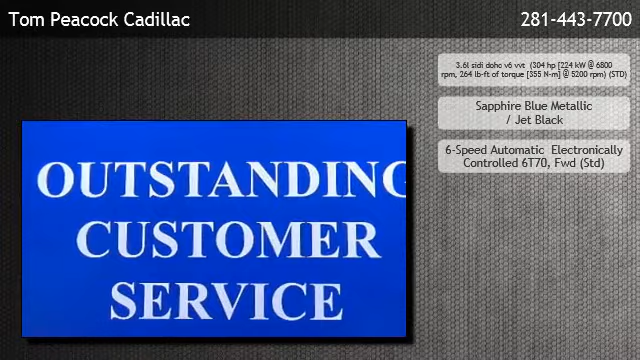 Tom Peacock Cadillac
281-443-7700
3.6l sidi dohc v6 vvt (304 hp [224 kW @ 6800
rpm, 264 lb-ft of torque [355 N-m] @ 5200 rpm) (STD)
Sapphire Blue Metallic
/ Jet Black
6-Speed Automatic Electronically
Controlled 6T70, Fwd (Std)
OUTSTANDING
CUSTOMER
SERVICE